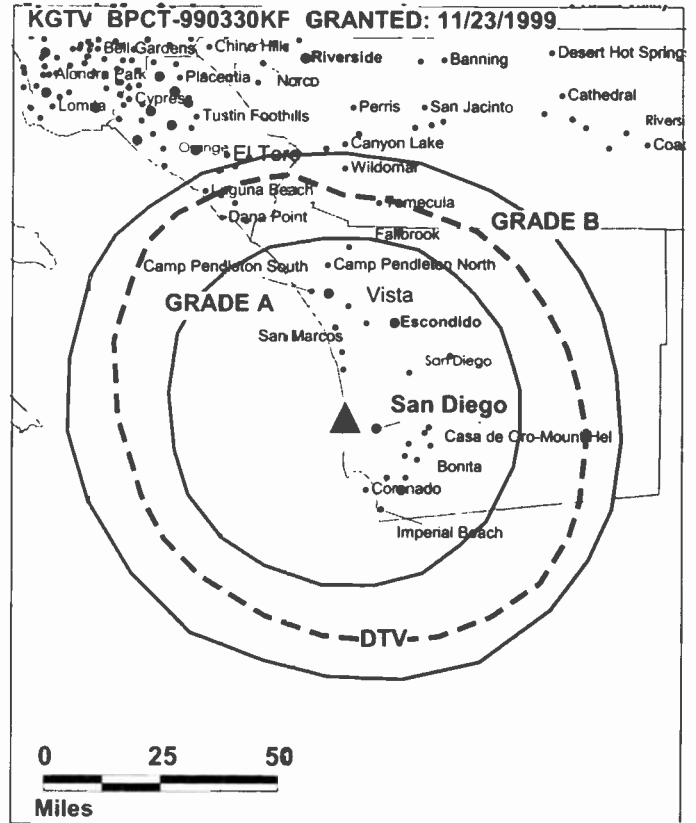 KGTV BPCT-990330KF GRANTED: 11/23/1999
Bell Gardens Chino Hills Riverside Banning Desert Hot Spring
Alondra Park Placentia Norco
Lomita Cypress Tustin Foothills Perris San Jacinto Cathedral
Riversi
Orange El Toro Canyon Lake Coa
Wildomar
Laguna Beach Temecula
Dana Point GRADE B
Fallbrook
Camp Pendleton South Camp Pendleton North
GRADE A Vista
San Marcos Escondido
San Diego
San Diego
Casa de Oro-Mount Hel
Bonita
Coronado
Imperial Beach
DTV
0 25 50
Miles